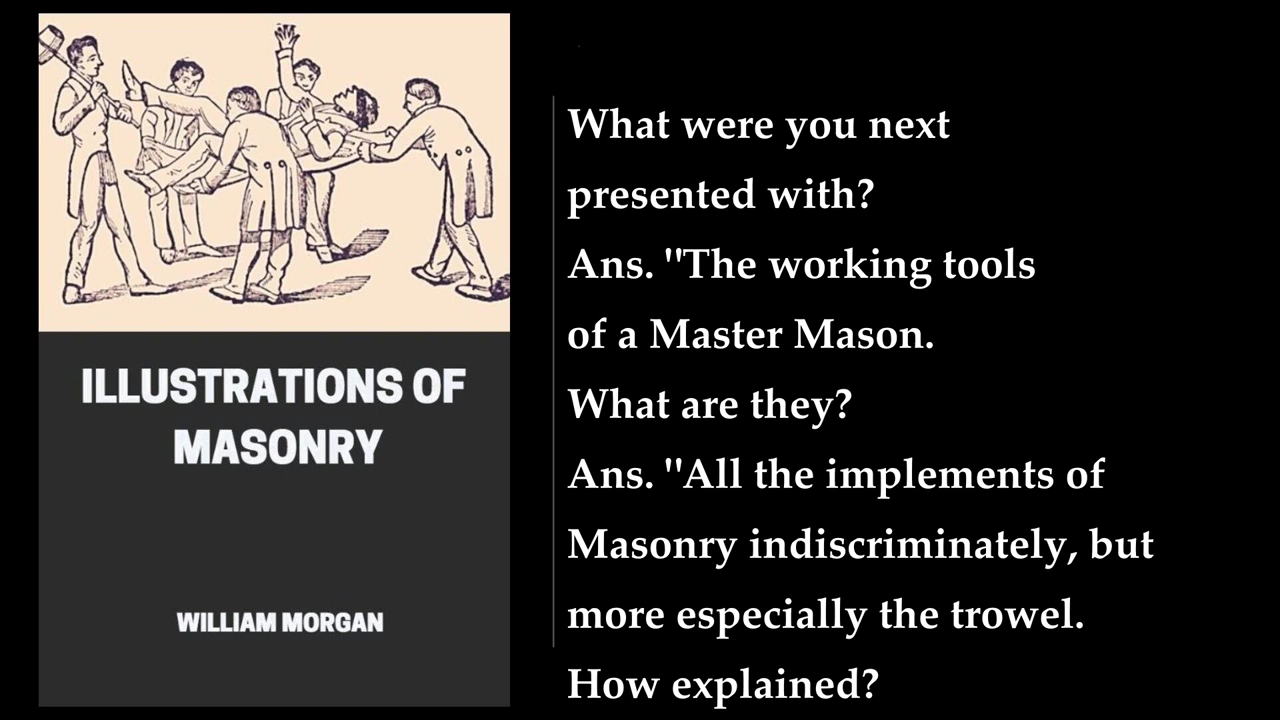 ILLUSTRATIONS OF
MASONRY
WILLIAM MORGAN
What were you next
presented with?
Ans. "The working tools
of a Master Mason.
What are they?
Ans. "All the implements of
Masonry indiscriminately, but
more especially the trowel.
How explained?